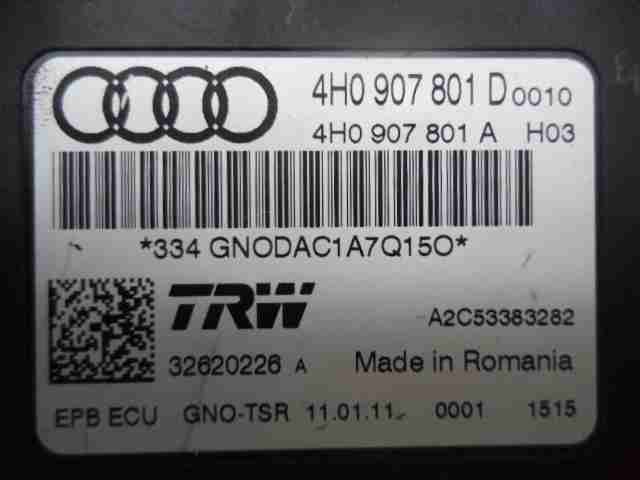 4H0 907 801 D 0010
4H0 907 801 A H03
*334 GNODAC1A7Q15O*
TRW
A2C53383282
32620226 A Made in Romania
EPB ECU GNO-TSR 11.01.11 0001 1515